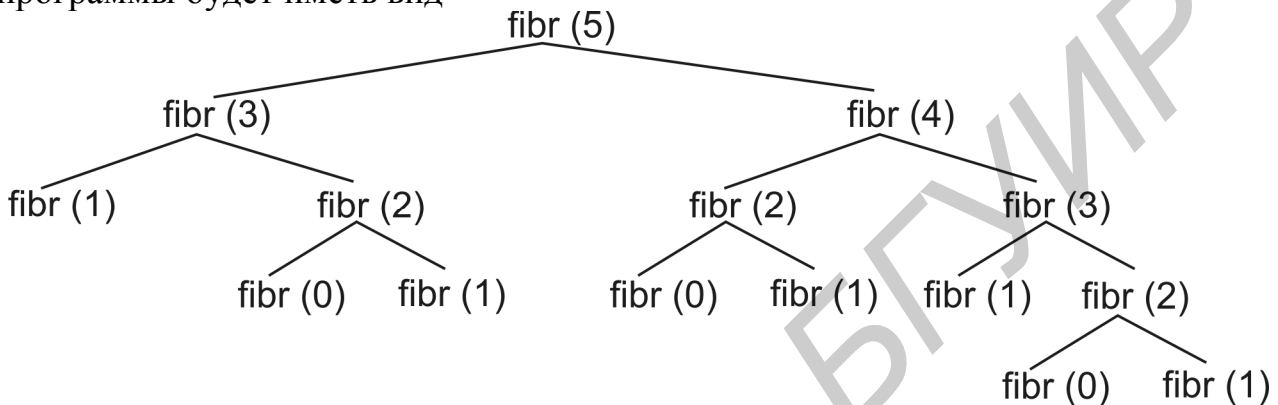 программы будет иметь вид
fibr (5)
fibr (3) fibr (4)
fibr (1) fibr (2) fibr (2) fibr (3)
fibr (0) fibr (1) fibr (0) fibr (1) fibr (1) fibr (2)
fibr (0) fibr (1)
БГУИР